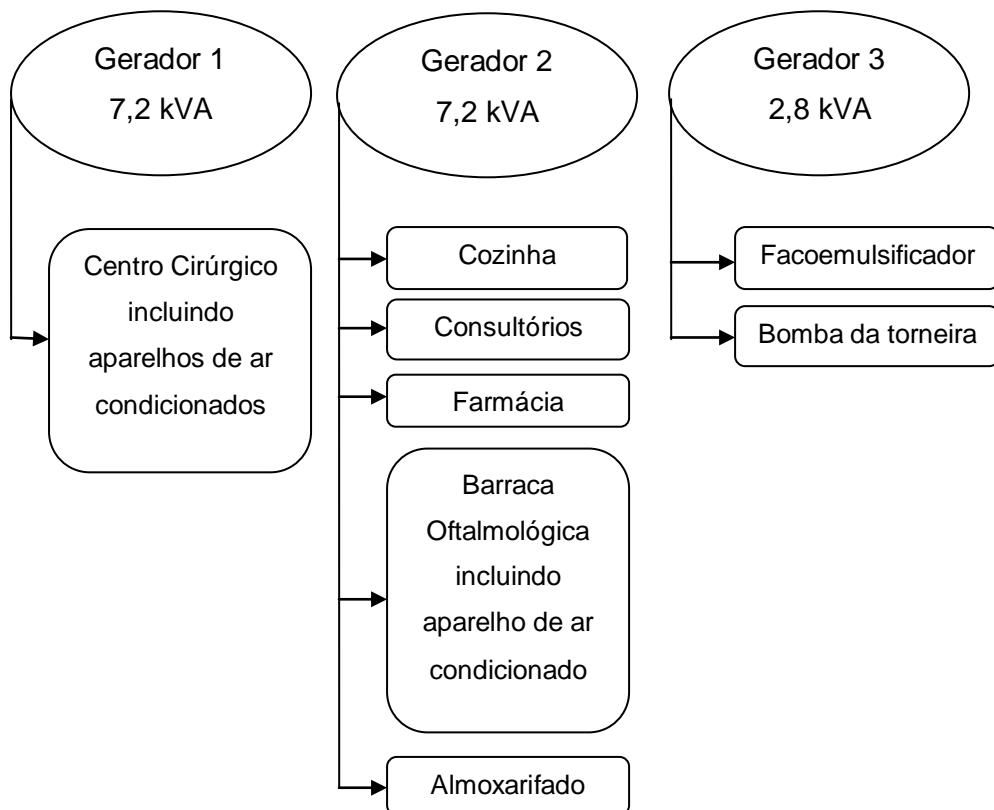 Gerador 1
7,2 kVA
Centro Cirúrgico
incluindo
aparelhos de ar
condicionados
Gerador 2
7,2 kVA
Cozinha
Consultórios
Farmácia
Barraca
Oftalmológica
incluindo
aparelho de ar
condicionado
Almoxarifado
Gerador 3
2,8 kVA
Facoemulsificador
Bomba da torneira